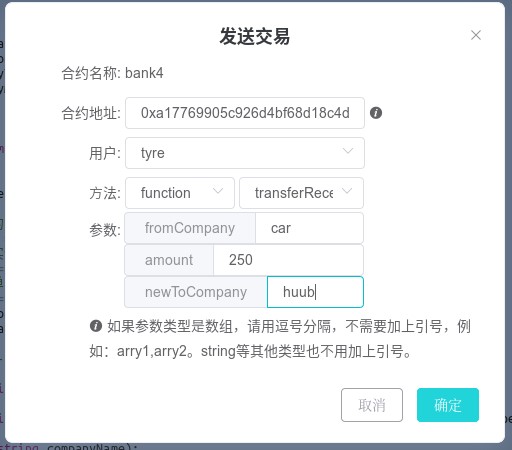 发送交易
合约名称: bank4
合约地址: 0xa17769905c926d4bf68d18c4d
用户: tyre
方法: function transferRece
参数: fromCompany car
amount 250
newToCompany huub
如果参数类型是数组，请用逗号分隔，不需要加上引号，例
如：arry1,arry2。string等其他类型也不用加上引号。
取消 确定
string companyName);